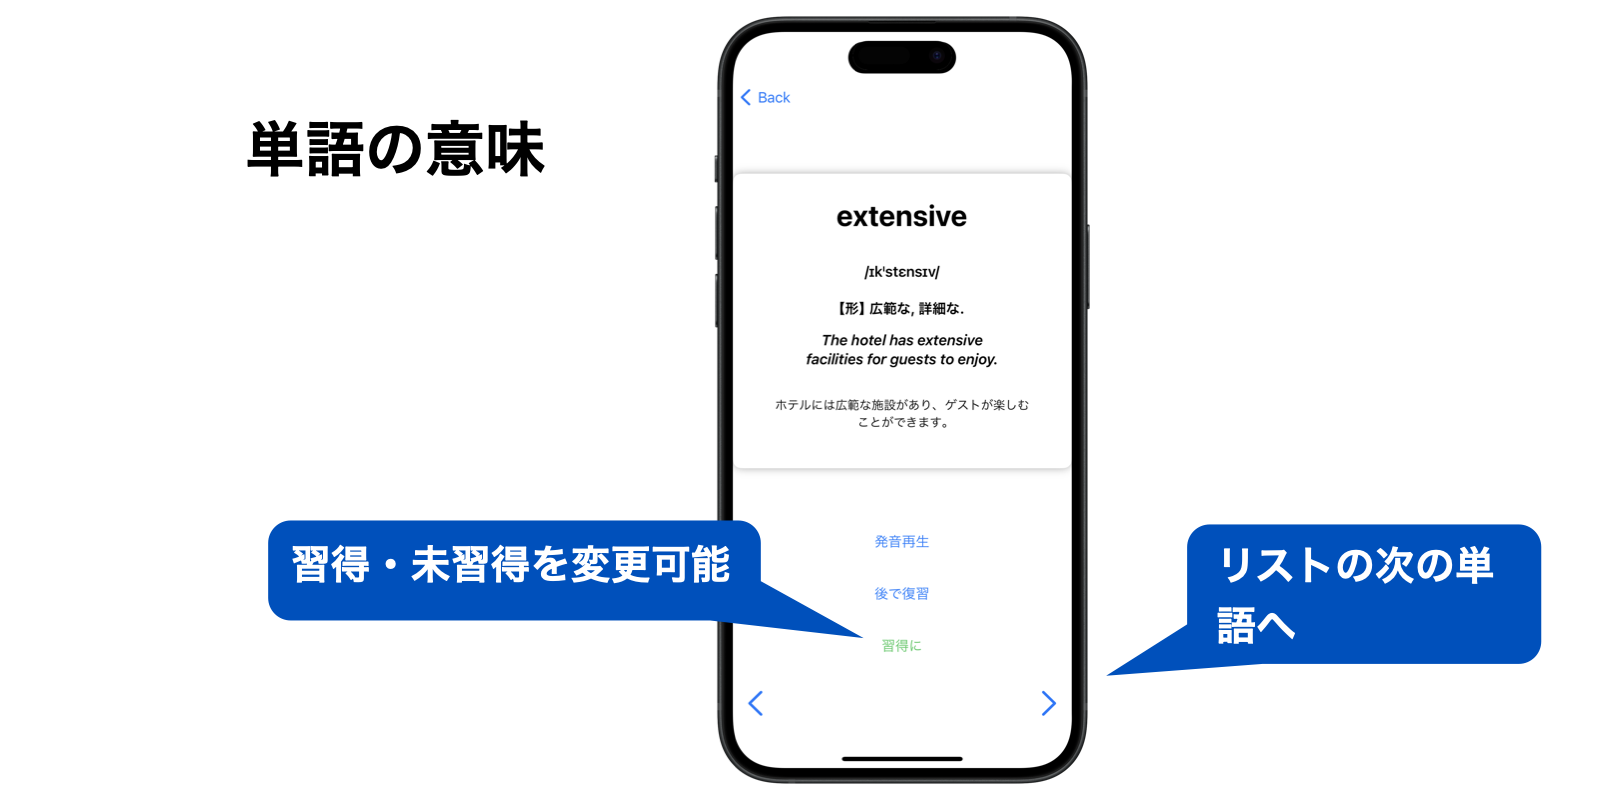 単語の意味
Back
extensive
/ɪkˈstɛnsɪv/
【形】広範な, 詳細な.
The hotel has extensive
facilities for guests to enjoy.
ホテルには広範な施設があり、ゲストが楽しむ
ことができます。
発音再生
後で復習
習得に
習得・未習得を変更可能
リストの次の単
語へ